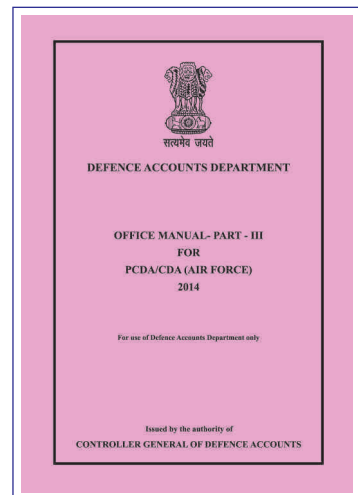 सत्यमेव जयते
DEFENCE ACCOUNTS DEPARTMENT
OFFICE MANUAL- PART - III
FOR
PCDA/CDA (AIR FORCE)
2014
For use of Defence Accounts Department only
Issued by the authority of
CONTROLLER GENERAL OF DEFENCE ACCOUNTS